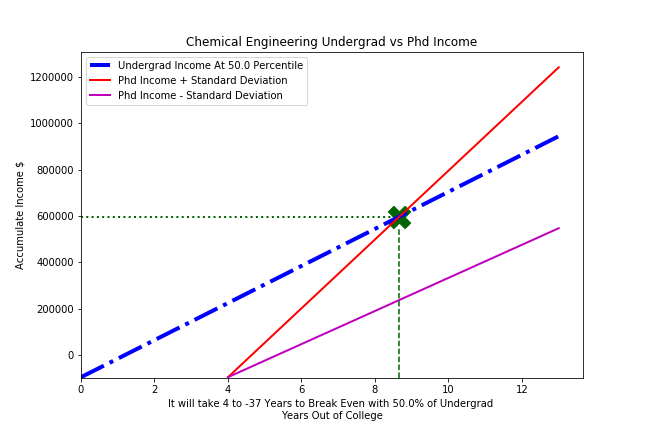 Chemical Engineering Undergrad vs Phd Income
Undergrad Income At 50.0 Percentile
Phd Income + Standard Deviation
Phd Income - Standard Deviation
Accumulate Income $
1200000
1000000
800000
600000
400000
200000
0
0 2 4 6 8 10 12
It will take 4 to -37 Years to Break Even with 50.0% of Undergrad
Years Out of College